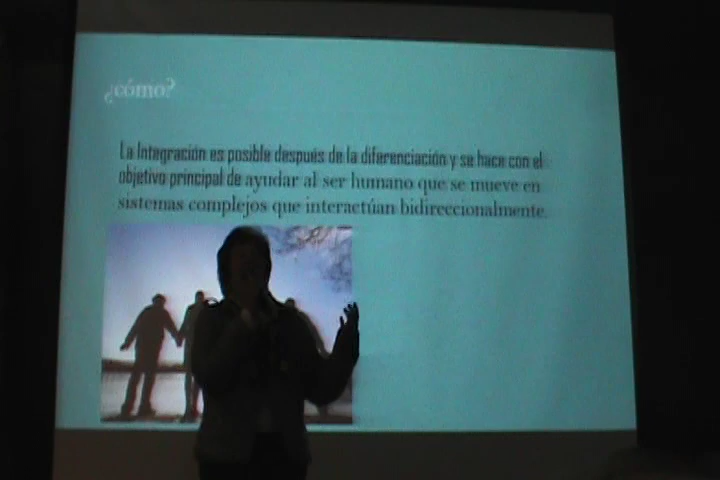 ¿cómo?
La Integración es posible después de la diferenciación y se hace con el
objetivo principal de ayudar al ser humano que se mueve en
sistemas complejos que interactúan bidireccionalmente.